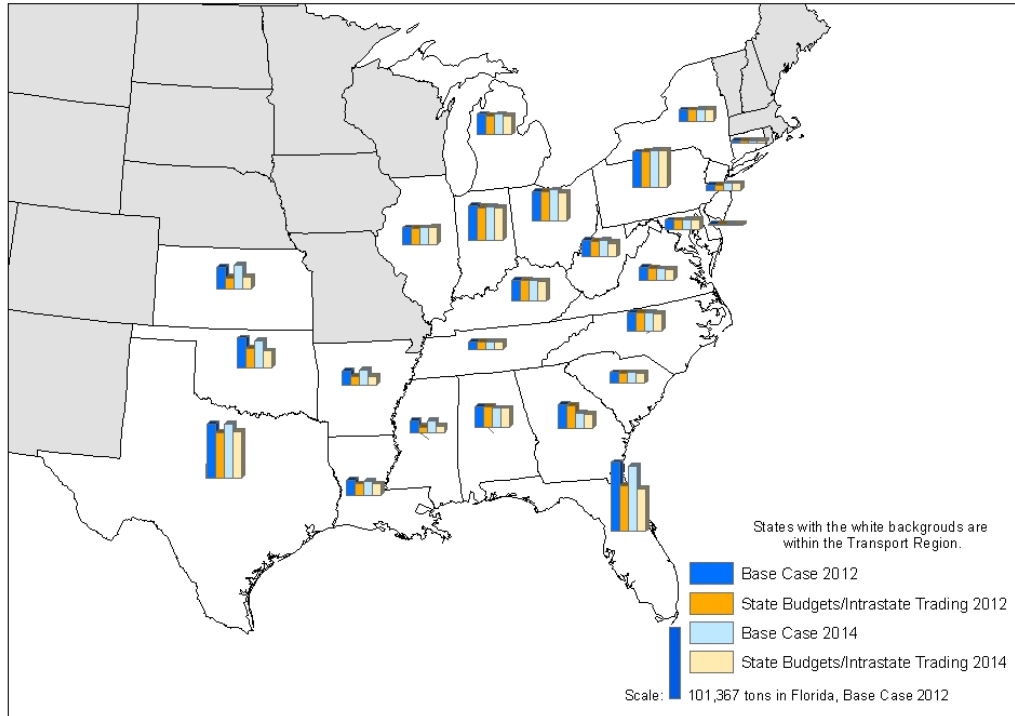 States with the white backgrouds are
within the Transport Region.
Base Case 2012
State Budgets/Intrastate Trading 2012
Base Case 2014
State Budgets/Intrastate Trading 2014
Scale: 101,367 tons in Florida, Base Case 2012